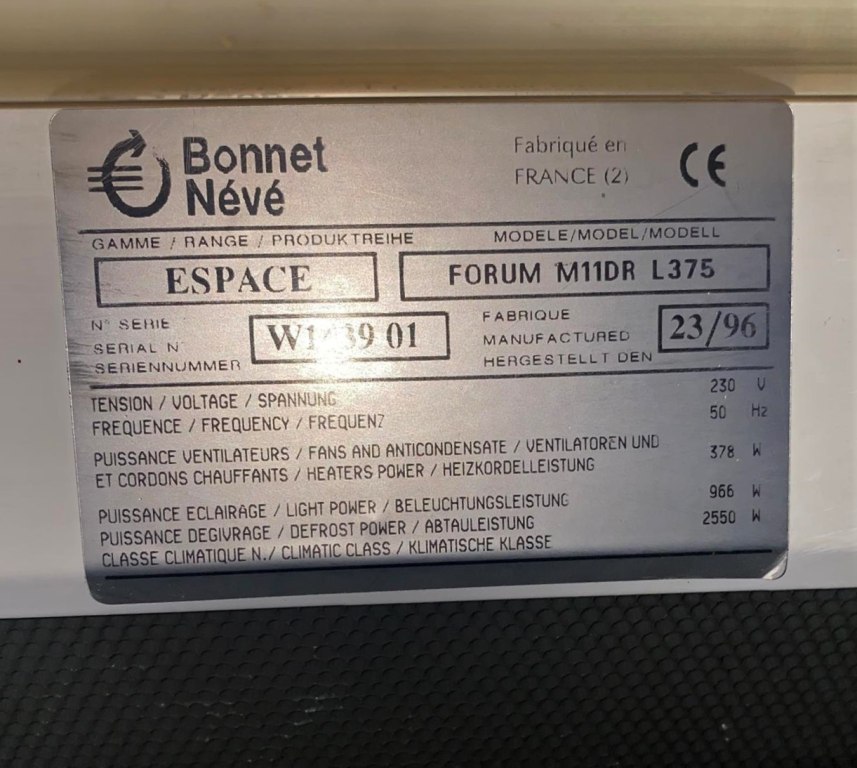 Bonnet
Névé
Fabriqué en
FRANCE (2)
CE
GAMME / RANGE / PRODUKTREIHE
MODELE/MODEL/MODELL
ESPACE
FORUM M11DR L375
N° SERIE
SERIAL N°
SERIENNUMMER
01
FABRIQUE
MANUFACTURED
HERGESTELLT DEN
23/96
TENSION / VOLTAGE / SPANNUNG 230 V
FREQUENCE / FREQUENCY / FREQUENZ 50 Hz
PUISSANCE VENTILATEURS / FANS AND ANTICONDENSATE / VENTILATOREN UND 378 W
ET CORDONS CHAUFFANTS / HEATERS POWER / HEIZKORDELLEISTUNG
PUISSANCE ECLAIRAGE / LIGHT POWER / BELEUCHTUNGSLEISTUNG 966 W
PUISSANCE DEGIVRAGE / DEFROST POWER / ABTAULEISTUNG 2550 W
CLASSE CLIMATIQUE N./ CLIMATIC CLASS / KLIMATISCHE KLASSE